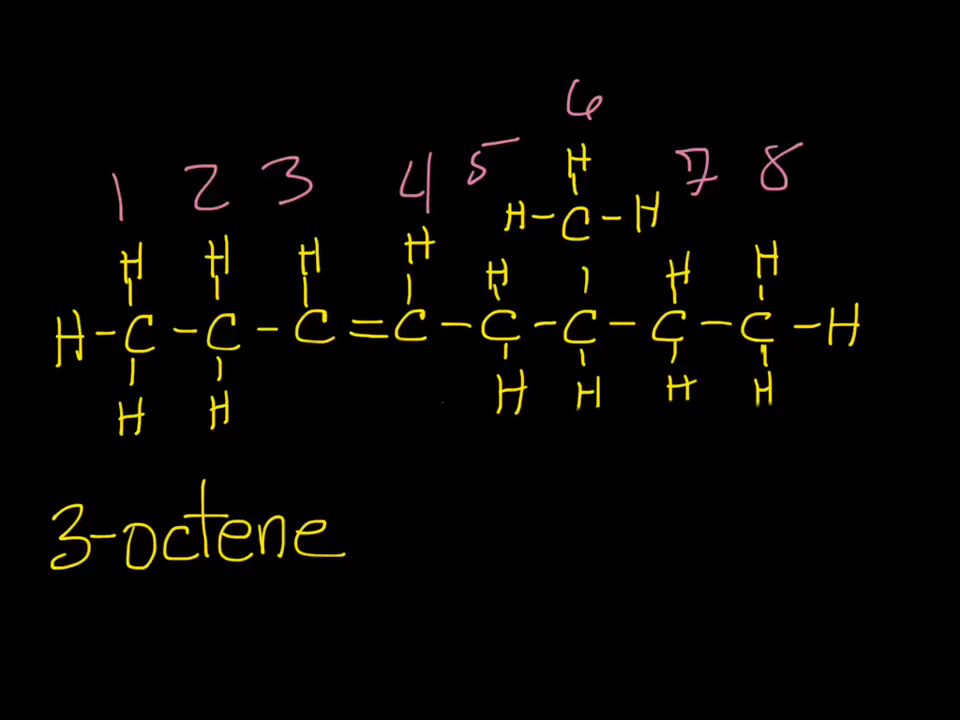 6
1 2 3 4 5 7 8
H
H-C-H
H H H H H H H
H-C-C-C=C-C-C-C-C-H
H H H H H H
3-octene